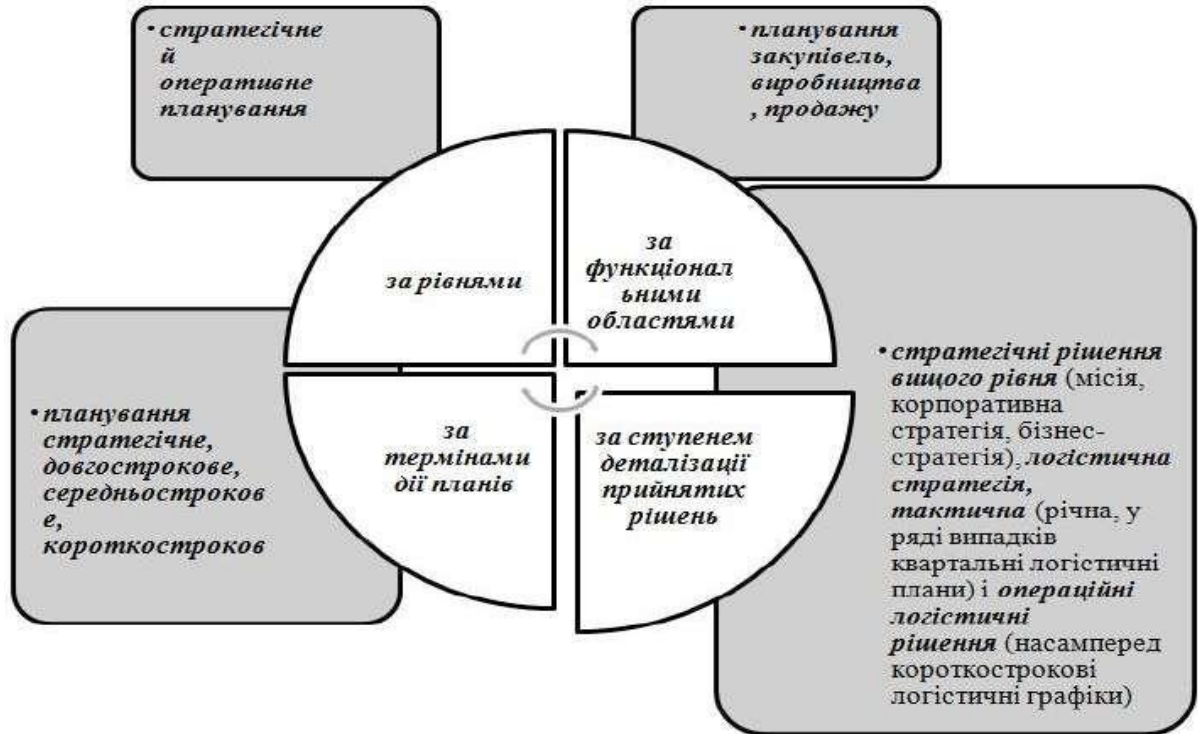 • стратегічне
й
оперативне
планування
• планування
закупівель,
виробництва
, продажу
за рівнями
за
функціонал
ьними
областями
• планування
стратегічне,
довгострокове,
середньостроков
е,
короткостроков
за
термінами
дії планів
за ступенем
деталізації
прийнятих
рішень
• стратегічні рішення
вищого рівня (місія,
корпоративна
стратегія, бізнес-
стратегія), логістична
стратегія,
тактична (річна, у
ряді випадків
квартальні логістичні
плани) і операційні
логістичні
рішення (насамперед
короткострокові
логістичні графіки)